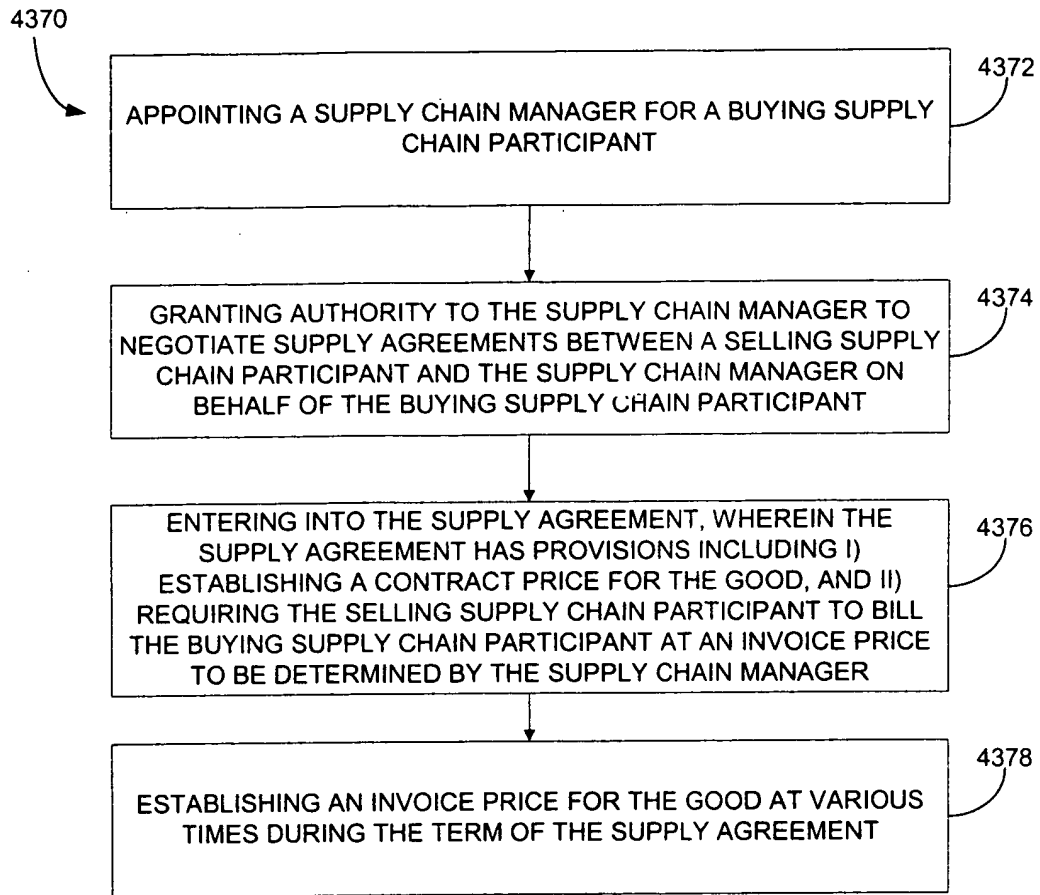 4370
4372
APPOINTING A SUPPLY CHAIN MANAGER FOR A BUYING SUPPLY
CHAIN PARTICIPANT
4374
GRANTING AUTHORITY TO THE SUPPLY CHAIN MANAGER TO
NEGOTIATE SUPPLY AGREEMENTS BETWEEN A SELLING SUPPLY
CHAIN PARTICIPANT AND THE SUPPLY CHAIN MANAGER ON
BEHALF OF THE BUYING SUPPLY CHAIN PARTICIPANT
4376
ENTERING INTO THE SUPPLY AGREEMENT, WHEREIN THE
SUPPLY AGREEMENT HAS PROVISIONS INCLUDING I)
ESTABLISHING A CONTRACT PRICE FOR THE GOOD, AND II)
REQUIRING THE SELLING SUPPLY CHAIN PARTICIPANT TO BILL
THE BUYING SUPPLY CHAIN PARTICIPANT AT AN INVOICE PRICE
TO BE DETERMINED BY THE SUPPLY CHAIN MANAGER
4378
ESTABLISHING AN INVOICE PRICE FOR THE GOOD AT VARIOUS
TIMES DURING THE TERM OF THE SUPPLY AGREEMENT